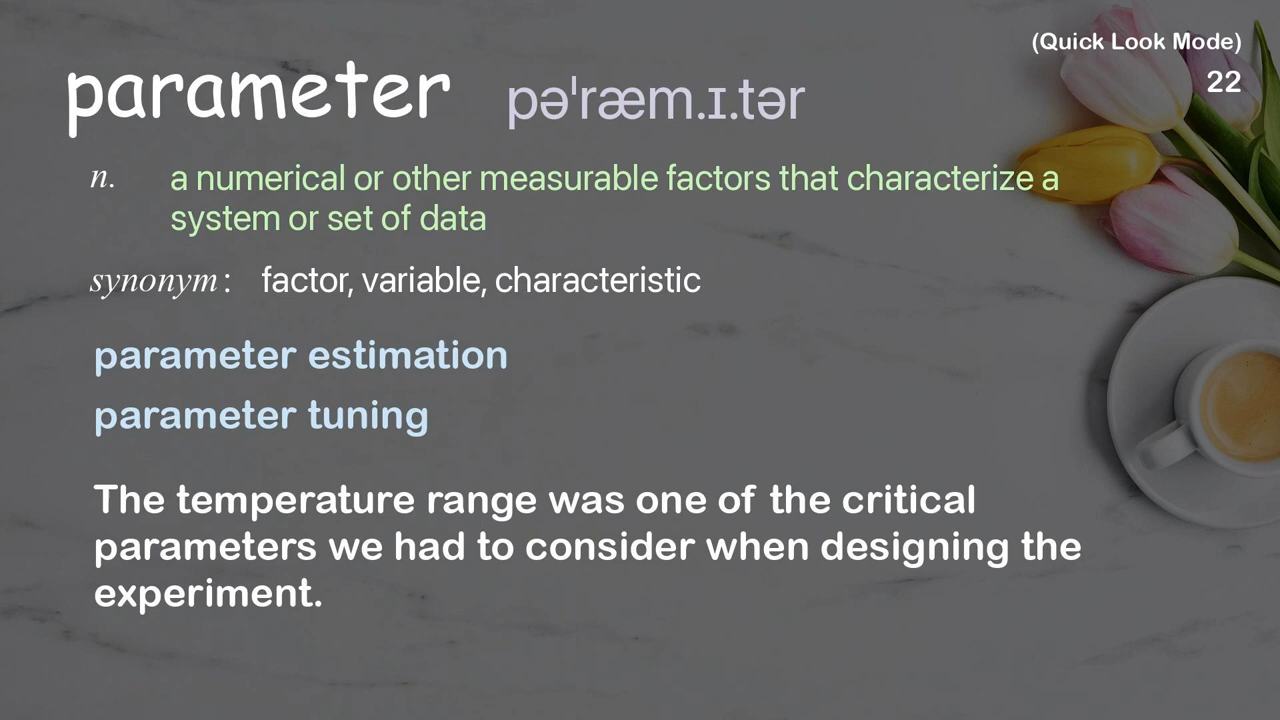 (Quick Look Mode)
22
parameter pəˈræm.ɪ.tər
n. a numerical or other measurable factors that characterize a
system or set of data
synonym: factor, variable, characteristic
parameter estimation
parameter tuning
The temperature range was one of the critical
parameters we had to consider when designing the
experiment.